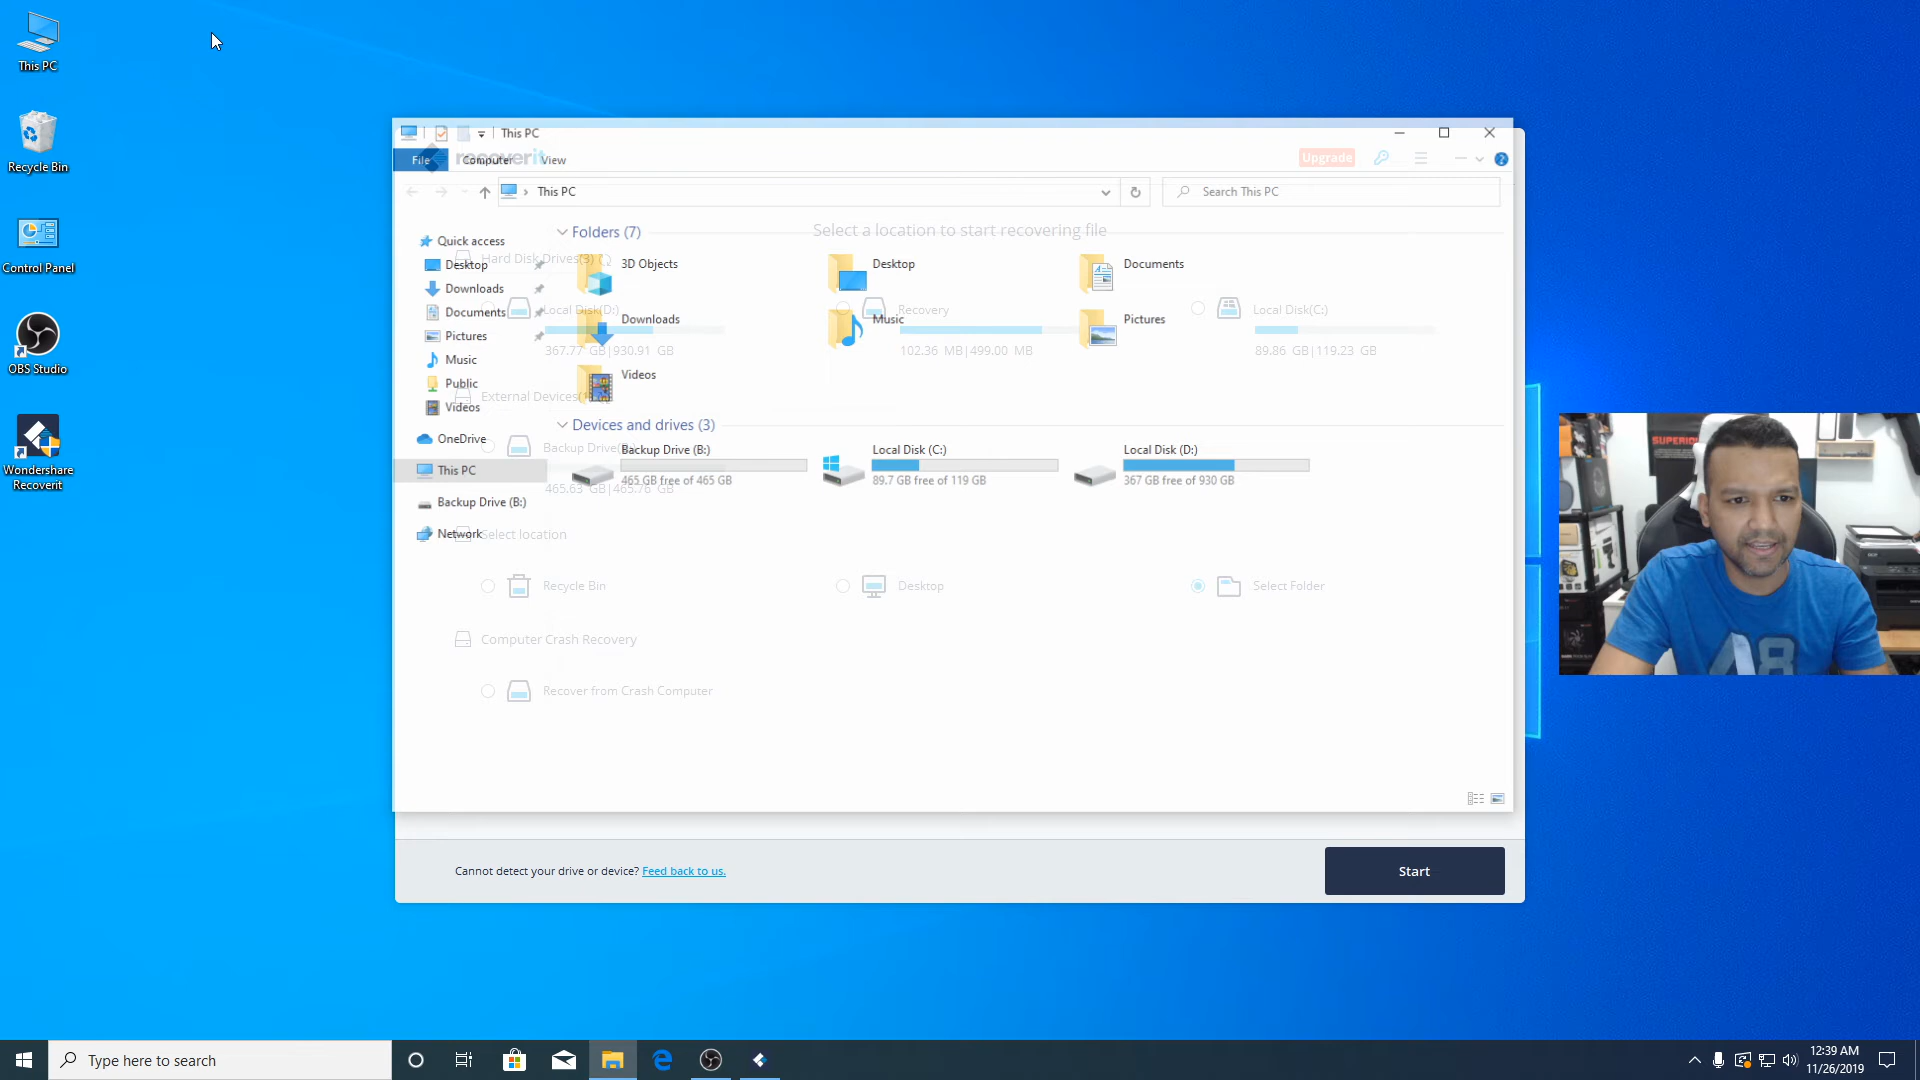 This PC
Recycle Bin
Control Panel
OBS Studio
Wondershare
Recoverit
This PC
File
Computer
View
recoverit
Upgrade
This PC
Search This PC
Quick access
Desktop
Downloads
Documents
Pictures
Music
Public
Videos
OneDrive
This PC
Backup Drive (B:)
Network
Folders (7)
Select a location to start recovering file
Hard Disk Drives(3)
3D Objects
Desktop
Documents
Local Disk(D:)
Recovery
Local Disk(C:)
Downloads
Music
Pictures
367.77 GB|930.91 GB
102.36 MB|499.00 MB
89.86 GB|119.23 GB
Videos
External Devices
Devices and drives (3)
Backup Drive
Backup Drive (B:)
Local Disk (C:)
Local Disk (D:)
465 GB free of 465 GB
89.7 GB free of 119 GB
367 GB free of 930 GB
465.63 GB|465.76 GB
Select location
Recycle Bin
Desktop
Select Folder
Computer Crash Recovery
Recover from Crash Computer
Cannot detect your drive or device? Feed back to us.
Start
SUPERIO
A8
Type here to search
12:39 AM
11/26/2019